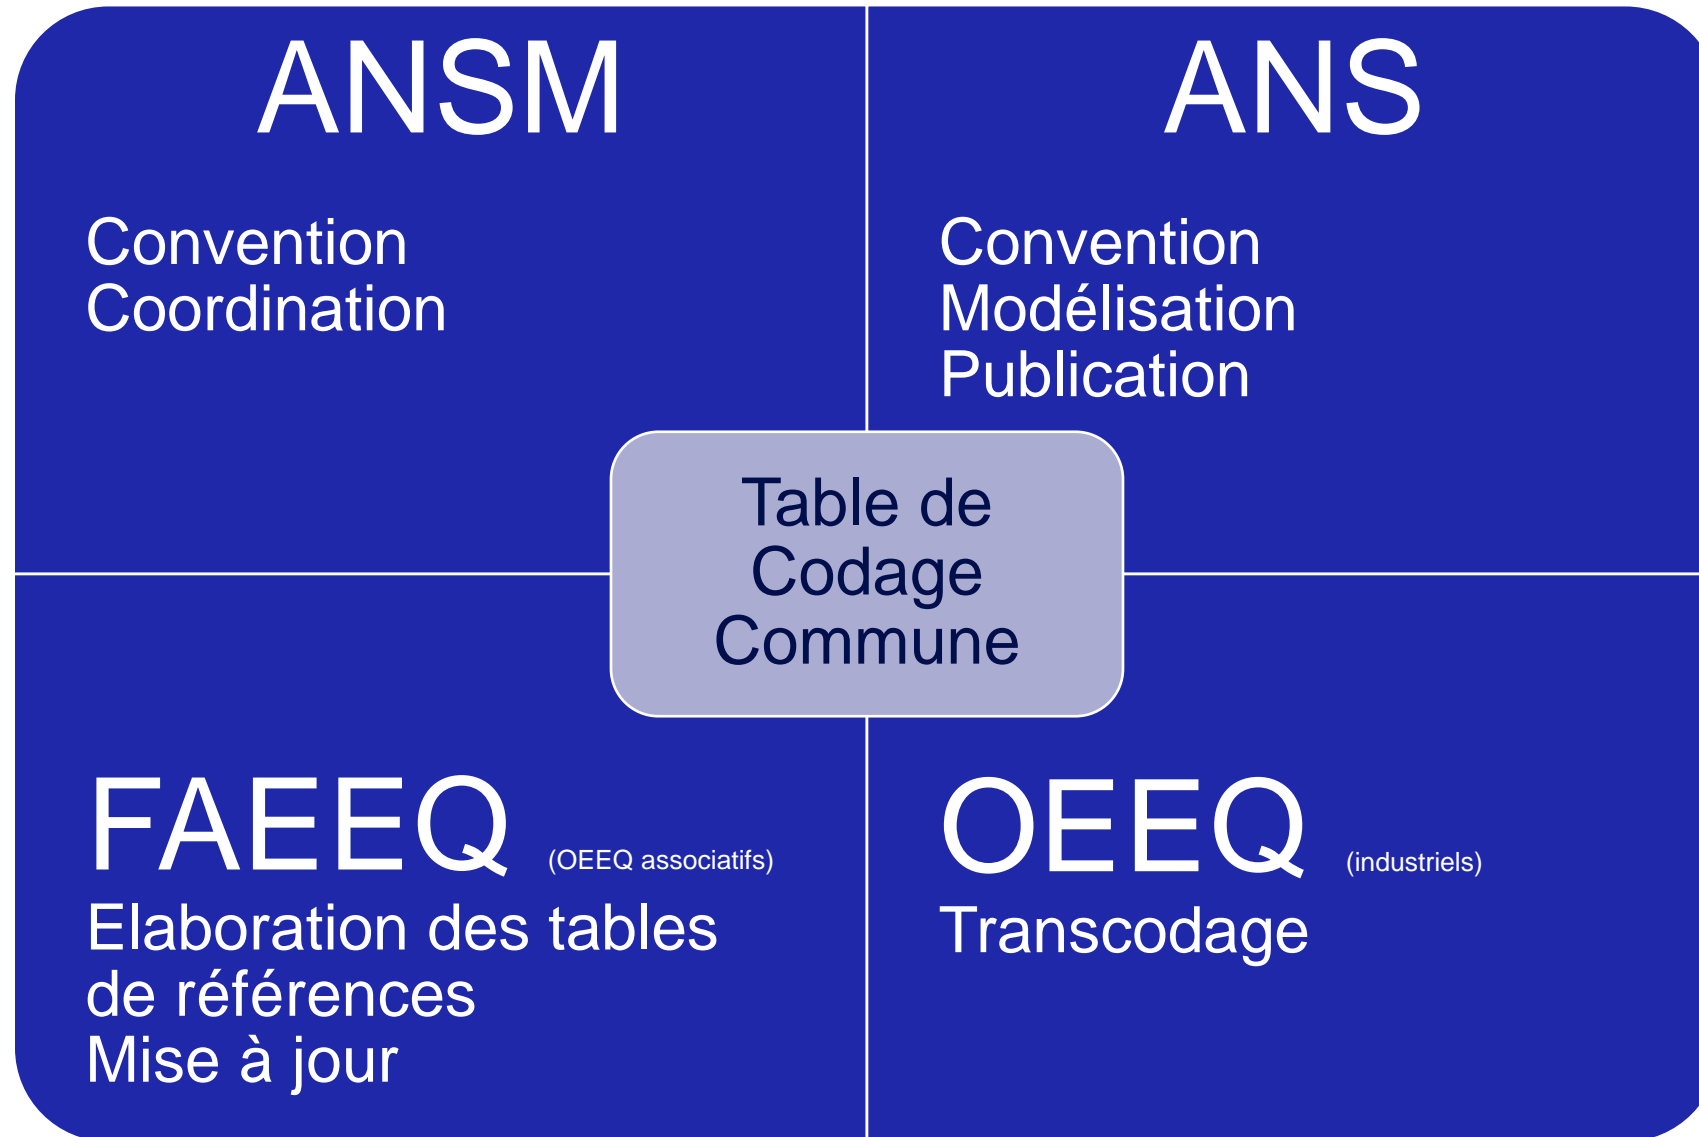 ANSM
Convention
Coordination
ANS
Convention
Modélisation
Publication
Table de
Codage
Commune
FAEEQ (OEEQ associatifs)
Elaboration des tables
de références
Mise à jour
OEEQ (industriels)
Transcodage